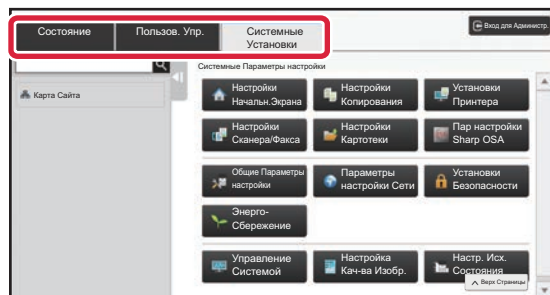 Состояние
Пользов. Упр.
Системные
Установки
Вход для Администр.
Системные Параметры настройки
Карта Сайта
Настройки
Начальн.Экрана
Настройки
Копирования
Установки
Принтера
Настройки
Сканера/Факса
Настройки
Картотеки
Пар настройки
Sharp OSA
Общие Параметры
настройки
Параметры
настройки Сети
Установки
Безопасности
Энерго-
Сбережение
Управление
Системой
Настройка
Кач-ва Изобр.
Настр. Исх.
Состояния
Верх Страницы